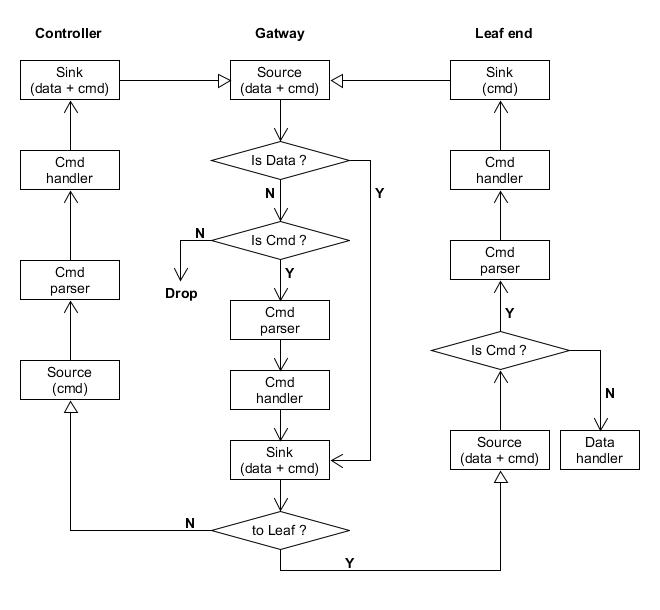 Controller
Gatway
Leaf end
Sink
(data + cmd)
Source
(data + cmd)
Sink
(cmd)
Cmd
handler
Is Data ?
Cmd
handler
N
Y
N
Is Cmd ?
Cmd
parser
Y
Cmd
parser
Drop
Cmd
parser
Y
Is Cmd ?
Source
(cmd)
Cmd
handler
N
Sink
(data + cmd)
Source
(data + cmd)
Data
handler
N
to Leaf ?
Y